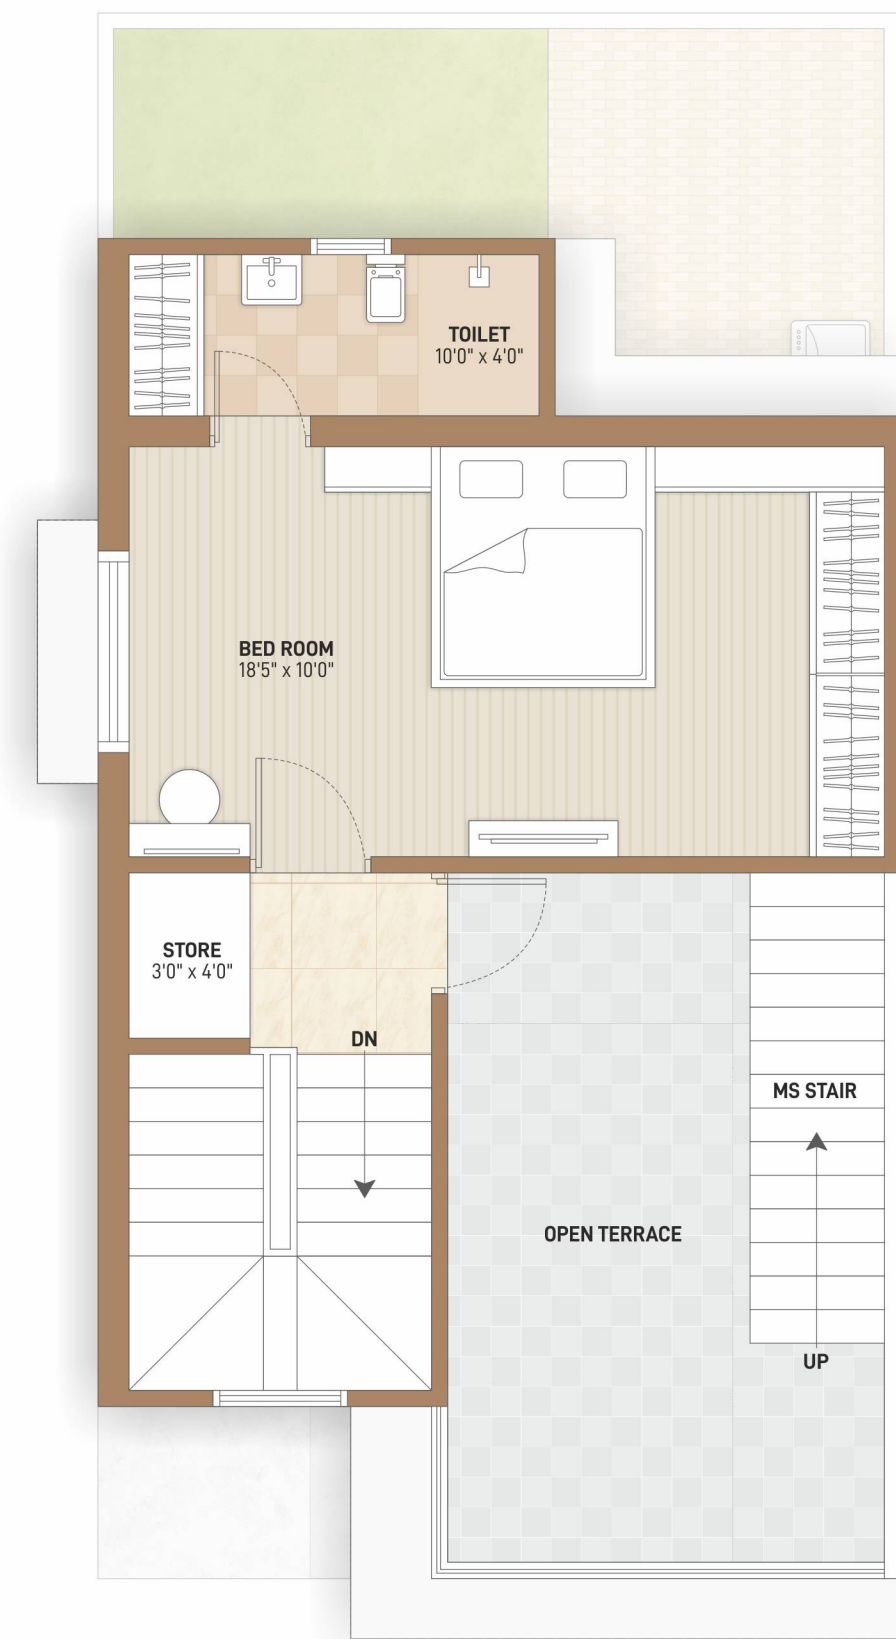 TOILET
10'0" x 4'0"
BED ROOM
18'5" x 10'0"
STORE
3'0" x 4'0"
DN
MS STAIR
OPEN TERRACE
UP